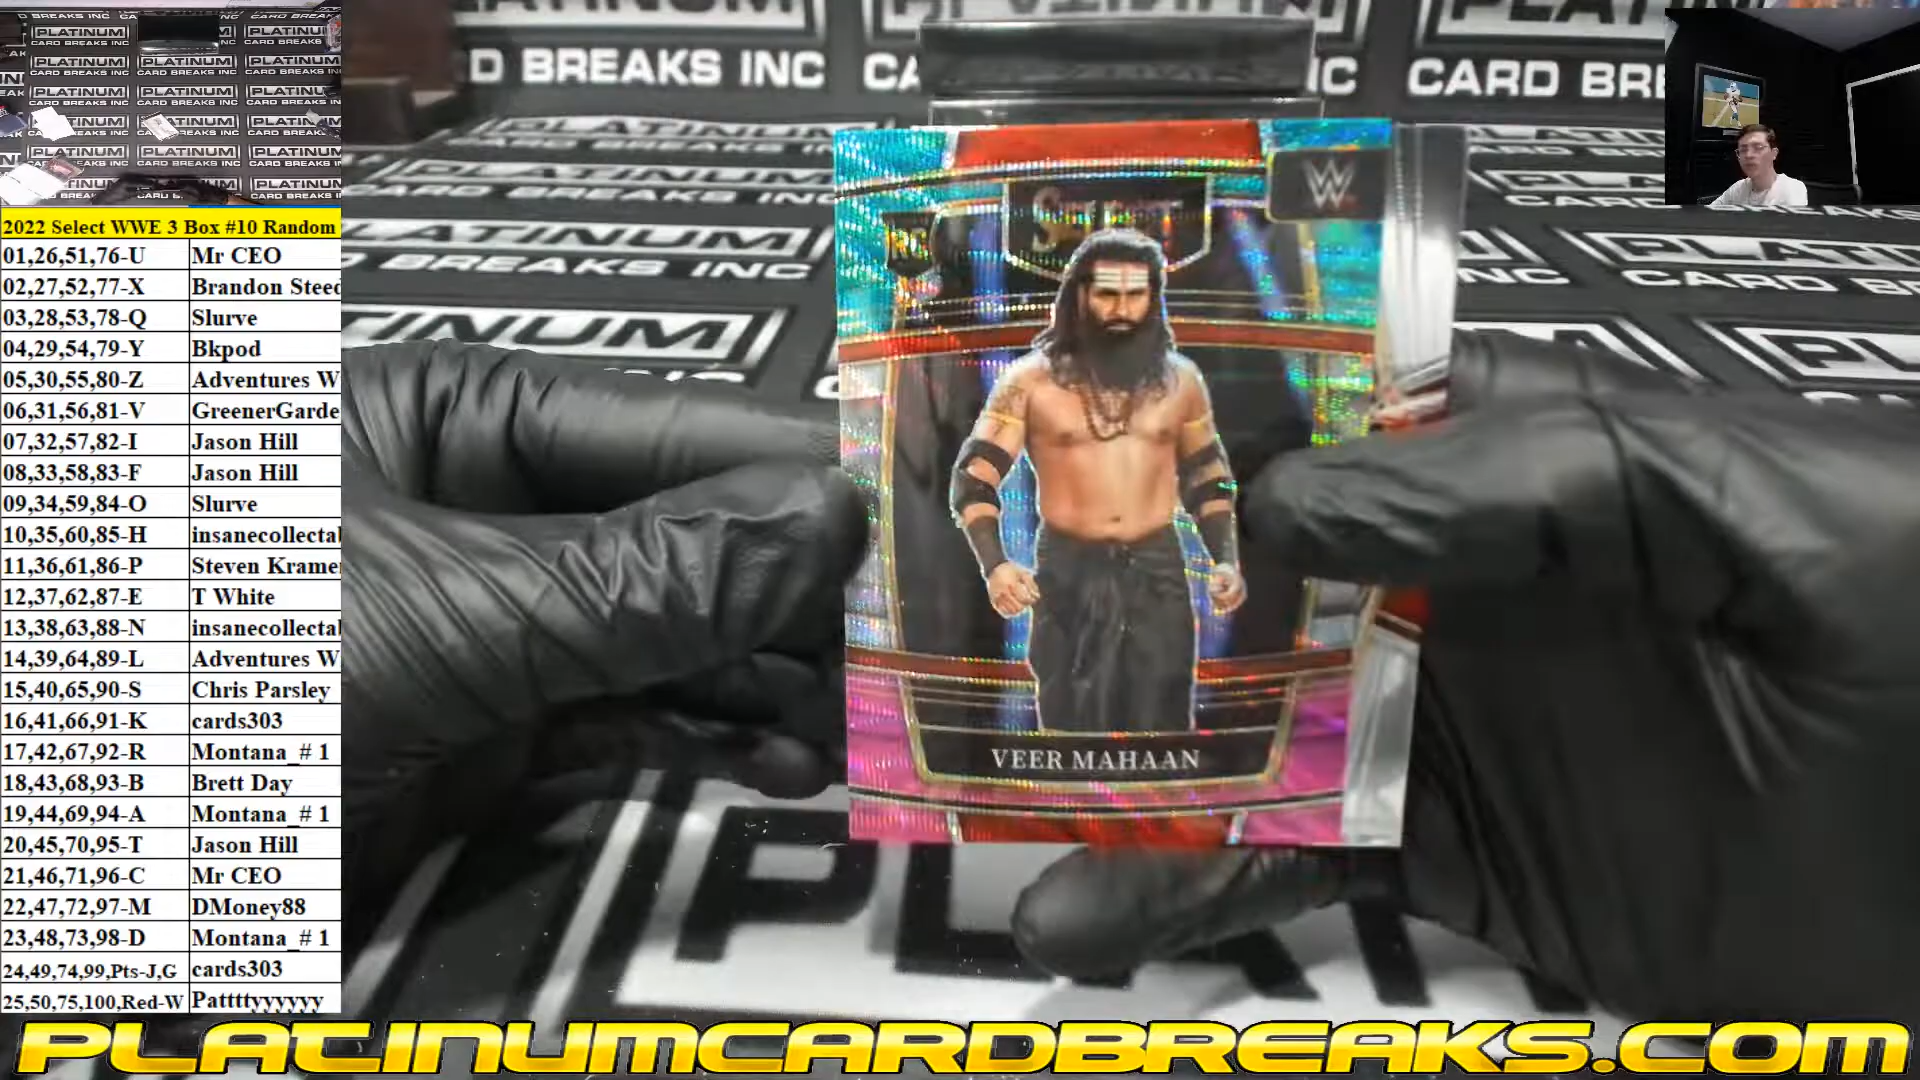 PLATINUM
CARD BREAKS INC
2022 Select WWE 3 Box #10 Random
01,26,51,76-U Mr CEO
02,27,52,77-X Brandon Steed
03,28,53,78-Q Slurve
04,29,54,79-Y Bkpod
05,30,55,80-Z Adventures W
06,31,56,81-V GreenerGarde
07,32,57,82-I Jason Hill
08,33,58,83-F Jason Hill
09,34,59,84-O Slurve
10,35,60,85-H insanecollectal
11,36,61,86-P Steven Kramer
12,37,62,87-E T White
13,38,63,88-N insanecollectal
14,39,64,89-L Adventures W
15,40,65,90-S Chris Parsley
16,41,66,91-K cards303
17,42,67,92-R Montana_# 1
18,43,68,93-B Brett Day
19,44,69,94-A Montana_# 1
20,45,70,95-T Jason Hill
21,46,71,96-C Mr CEO
22,47,72,97-M DMoney88
23,48,73,98-D Montana_# 1
24,49,74,99,Pts-J,G cards303
25,50,75,100,Red-W Pattttyyyyyy
D BREAKS INC
CARD BRE
W
Select
RC
VEER MAHAAN
PLATINUMCARDBREAKS.COM